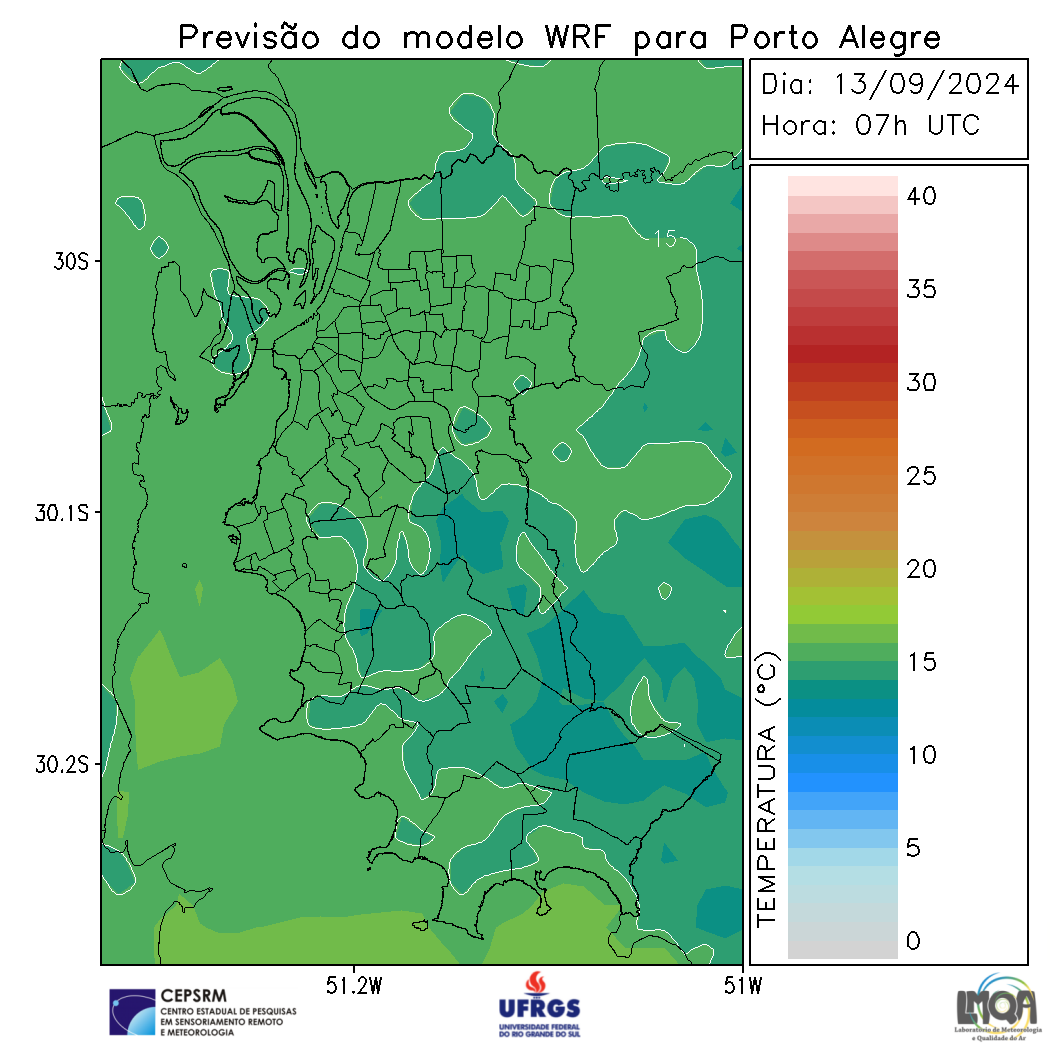 Previsão do modelo WRF para Porto Alegre
Dia: 13/09/2024
Hora: 07h UTC
40
35
30
25
20
15
10
5
0
TEMPERATURA (°C)
15
30S
30.1S
30.2S
51.2W
51W
CEPSRM
CENTRO ESTADUAL DE PESQUISAS
EM SENSORIAMENTO REMOTO
E METEOROLOGIA
UFRGS
UNIVERSIDADE FEDERAL
DO RIO GRANDE DO SUL
LMQA
Laboratório de Meteorologia
e Qualidade do Ar